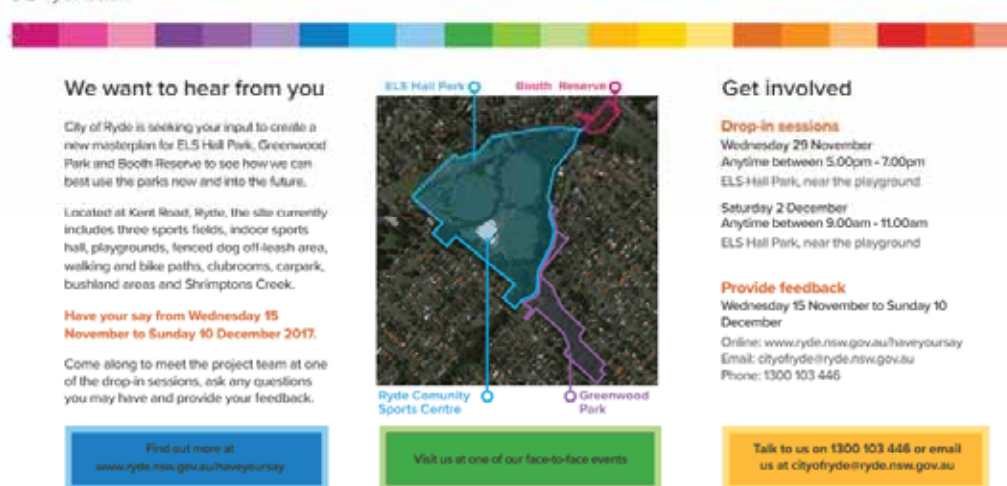 We want to hear from you
City of Ryde is seeking your input to create a
new masterplan for ELS Hall Park, Greenwood
Park and Booth Reserve to see how we can
best use the parks now and into the future.
Located at Kent Road, Ryde, the site currently
includes three sports fields, indoor sports
hall, playgrounds, fenced dog off-leash area,
walking and bike paths, clubrooms, carpark,
bushland areas and Shrimptons Creek.
Have your say from Wednesday 15
November to Sunday 10 December 2017.
Come along to meet the project team at one
of the drop-in sessions, ask any questions
you may have and provide your feedback.
Find out more at
www.ryde.nsw.gov.au/haveyoursay
ELS Hall Park
Booth Reserve
Ryde Comunity
Sports Centre
Greenwood
Park
Visit us at one of our face-to-face events
Get involved
Drop-in sessions
Wednesday 29 November
Anytime between 5.00pm - 7.00pm
ELS Hall Park, near the playground
Saturday 2 December
Anytime between 9.00am - 11.00am
ELS Hall Park, near the playground
Provide feedback
Wednesday 15 November to Sunday 10
December
Online: www.ryde.nsw.gov.au/haveyoursay
Email: cityofryde@ryde.nsw.gov.au
Phone: 1300 103 446
Talk to us on 1300 103 446 or email
us at cityofryde@ryde.nsw.gov.au